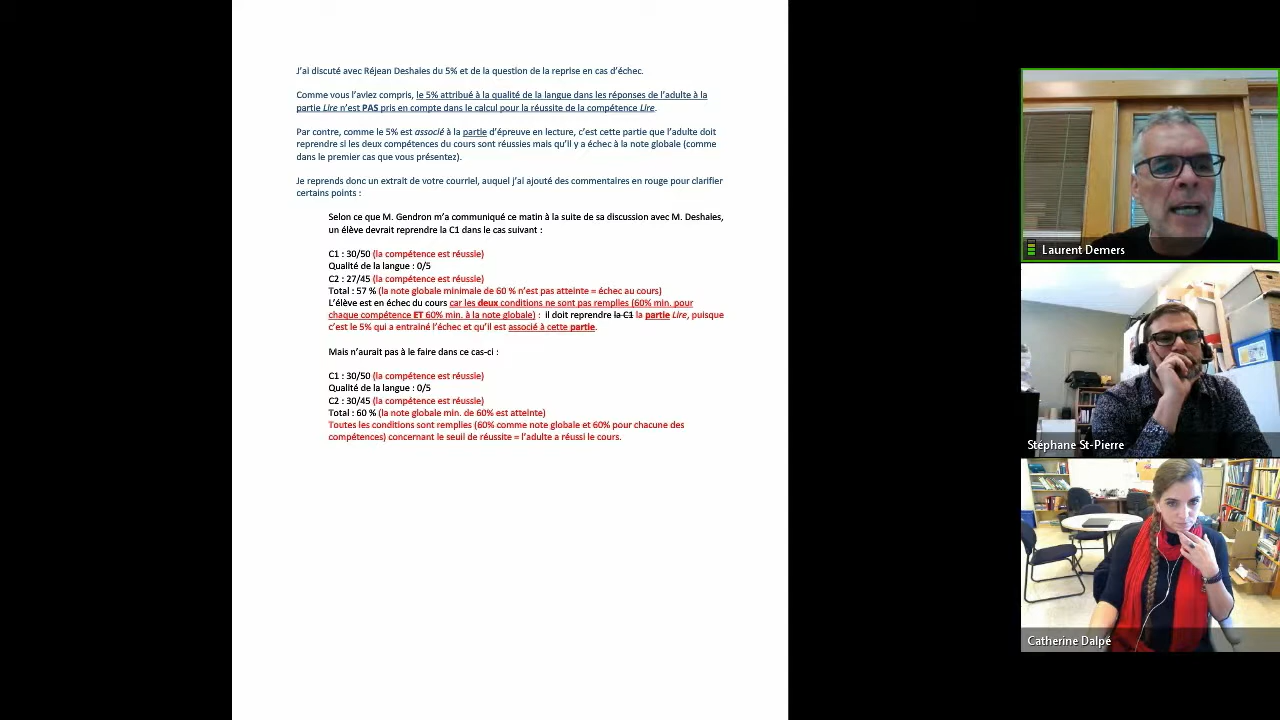 J'ai discuté avec Réjean Deshaies du 5% et de la question de la reprise en cas d'échec.
Comme vous l'aviez compris, le 5% attribué à la qualité de la langue dans les réponses de l'adulte à la
partie Lire n'est PAS pris en compte dans le calcul pour la réussite de la compétence Lire.
Par contre, comme le 5% est associé à la partie d'épreuve en lecture, c'est cette partie que l'adulte doit
reprendre si les deux compétences du cours sont réussies mais qu'il y a échec à la note globale (comme
dans le premier cas que vous présentez).
Je reprends donc un extrait de votre courriel, auquel j'ai ajouté des commentaires en rouge pour clarifier
certains points :
Selon ce que M. Gendron m'a communiqué ce matin à la suite de sa discussion avec M. Deshaies,
un élève devrait reprendre la C1 dans le cas suivant :
C1 : 30/50 (la compétence est réussie)
Qualité de la langue : 0/5
C2 : 27/45 (la compétence est réussie)
Total : 57 % (la note globale minimale de 60 % n'est pas atteinte = échec au cours)
L'élève est en échec du cours car les deux conditions ne sont pas remplies (60% min. pour
chaque compétence ET 60% min. à la note globale) : il doit reprendre la C1 la partie Lire, puisque
c'est le 5% qui a entrainé l'échec et qu'il est associé à cette partie.
Mais n'aurait pas à le faire dans ce cas-ci :
C1 : 30/50 (la compétence est réussie)
Qualité de la langue : 0/5
C2 : 30/45 (la compétence est réussie)
Total : 60 % (la note globale min. de 60% est atteinte)
Toutes les conditions sont remplies (60% comme note globale et 60% pour chacune des
compétences) concernant le seuil de réussite = l'adulte a réussi le cours.
Laurent Demers
Stéphane St-Pierre
Catherine Dalpé